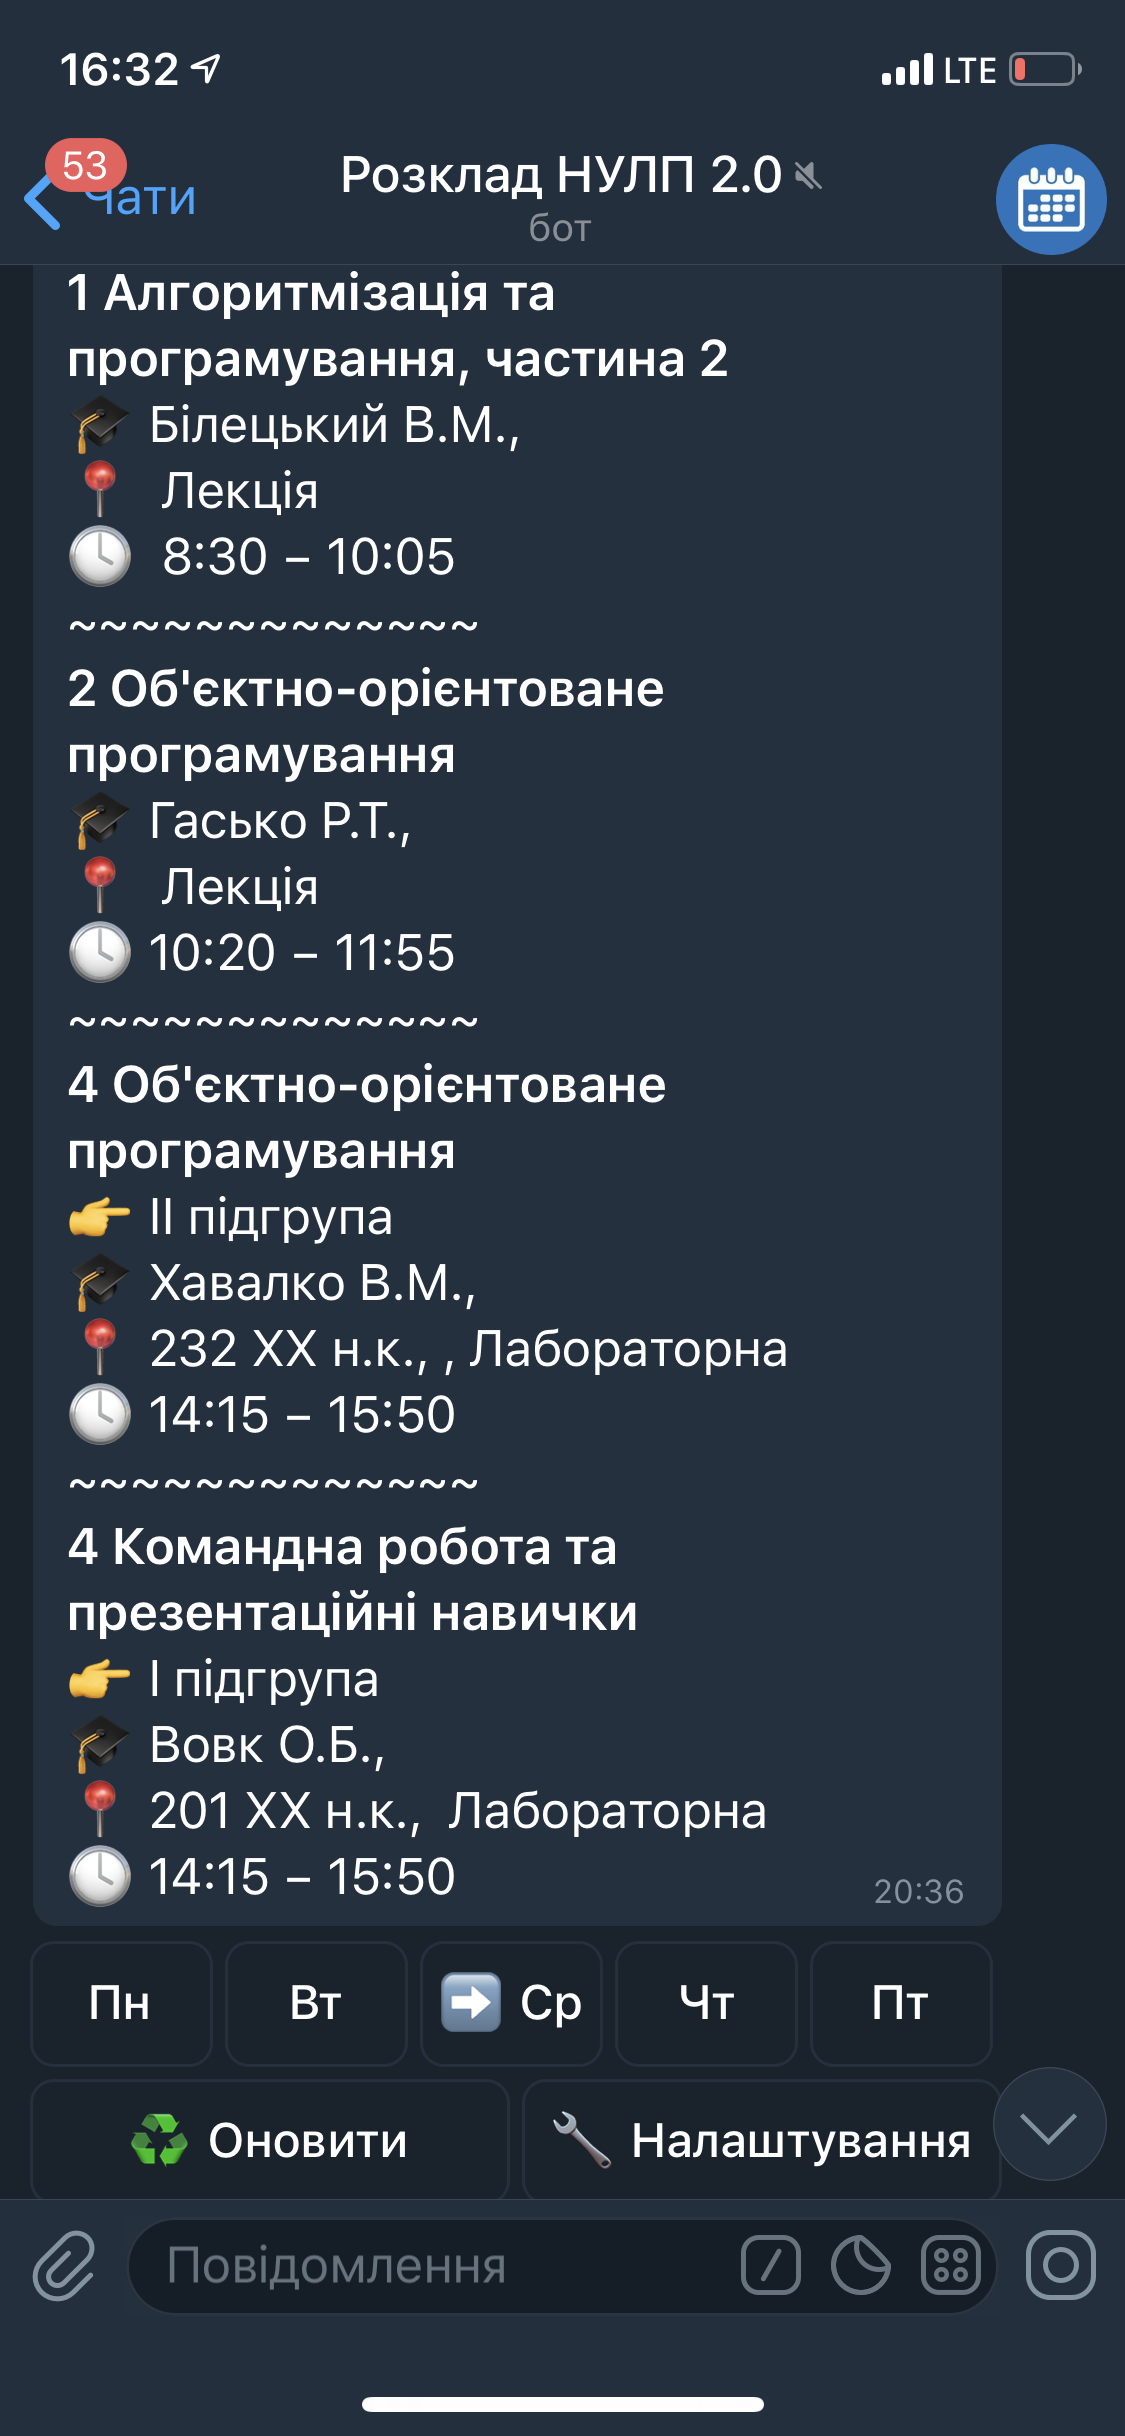 16:32 LTE
53
Чати
Розклад НУЛП 2.0
бот
1 Алгоритмізація та
програмування, частина 2
Білецький В.М.,
Лекція
8:30 – 10:05
~~~~~~~~~~~~~
2 Об'єктно-орієнтоване
програмування
Гасько Р.Т.,
Лекція
10:20 – 11:55
~~~~~~~~~~~~~
4 Об'єктно-орієнтоване
програмування
II підгрупа
Хавалко В.М.,
232 XX н.к., , Лабораторна
14:15 – 15:50
~~~~~~~~~~~~~
4 Командна робота та
презентаційні навички
I підгрупа
Вовк О.Б.,
201 XX н.к.,  Лабораторна
14:15 – 15:50
20:36
Пн Вт Ср Чт Пт
Оновити Налаштування
Повідомлення